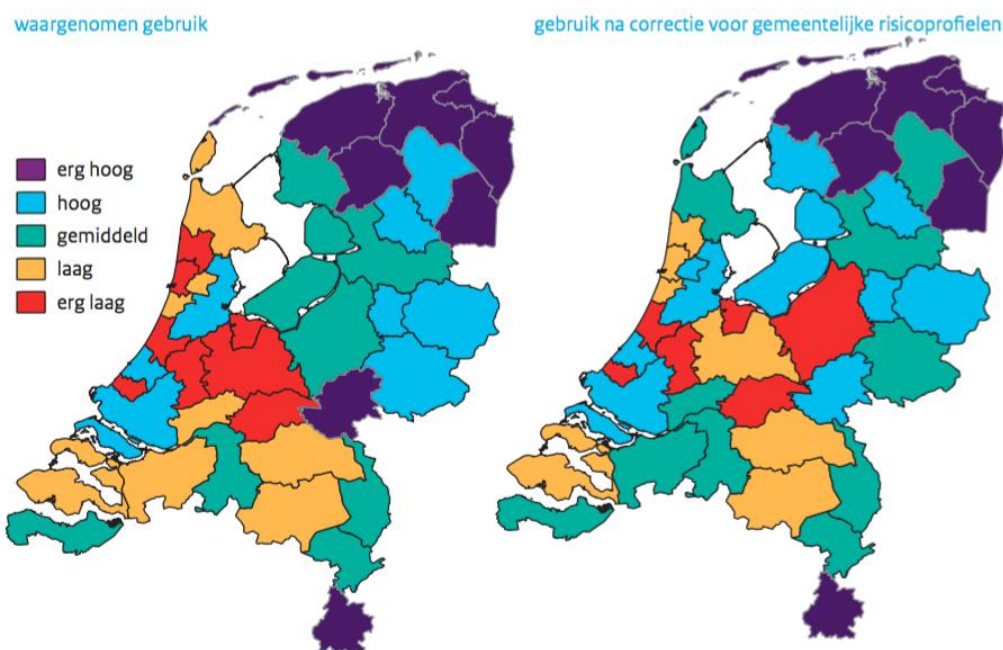 waargenomen gebruik
gebruik na correctie voor gemeentelijke risicoprofielen
erg hoog
hoog
gemiddeld
laag
erg laag